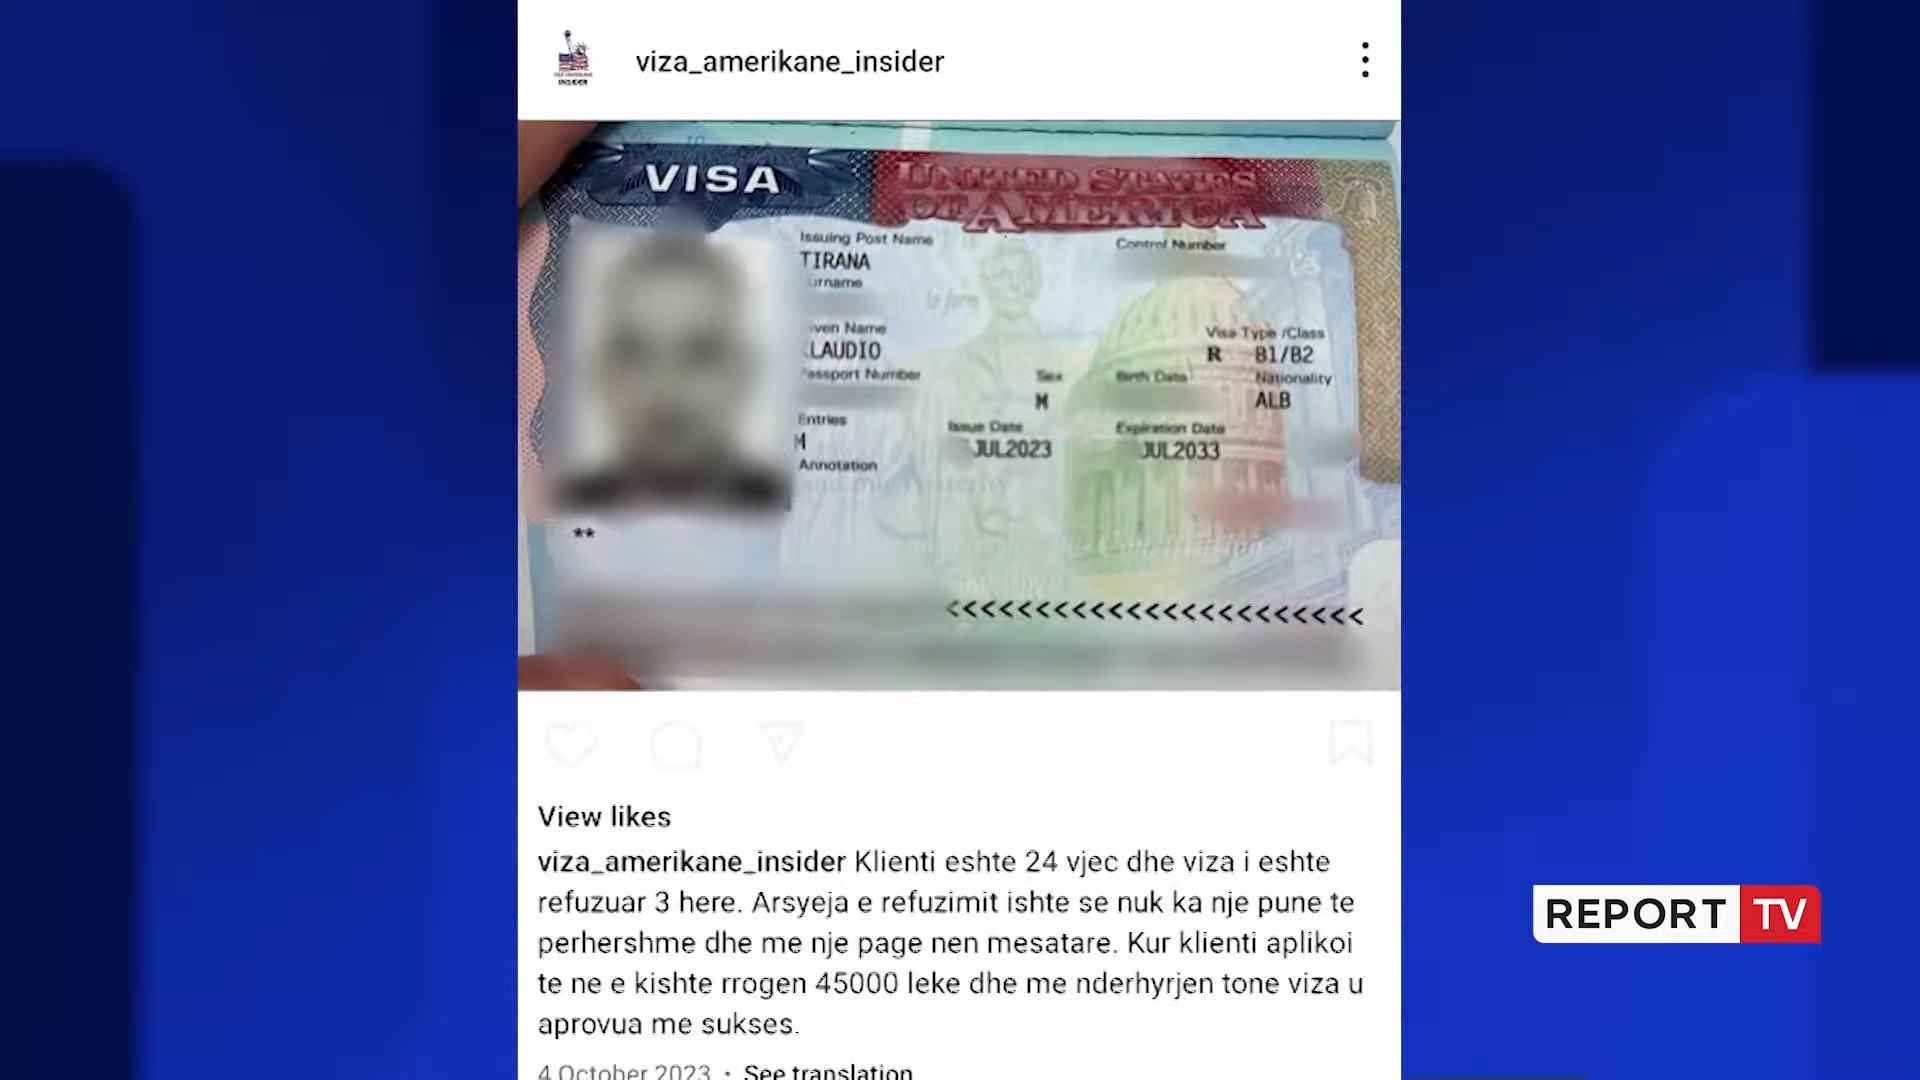 viza_amerikane_insider
INSIDER
VISA
UNITED STATES
OF AMERICA
Issuing Post Name
Control Number
TIRANA
urname
iven Name
Visa Type /Class
LAUDIO
R B1/B2
assport Number
Sex
Birth Date
Nationality
M
ALB
Entries
Issue Date
Expiration Date
M
JUL2023
JUL2033
Annotation
**
<<<<<<<<<<<<<<<<<<<<<<<
View likes
viza_amerikane_insider Klienti eshte 24 vjec dhe viza i eshte
refuzuar 3 here. Arsyeja e refuzimit ishte se nuk ka nje pune te
perhershme dhe me nje page nen mesatare. Kur klienti aplikoi
te ne e kishte rrogen 45000 leke dhe me nderhyrjen tone viza u
aprovua me sukses.
4 October 2023 · See translation
REPORT TV